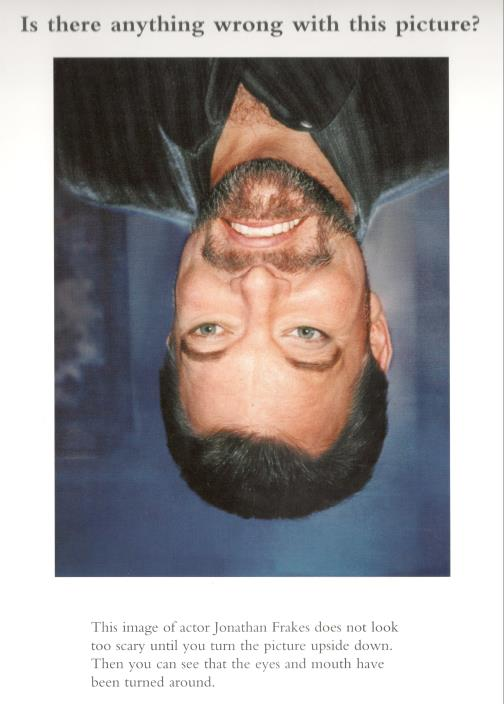 Is there anything wrong with this picture?
This image of actor Jonathan Frakes does not look
too scary until you turn the picture upside down.
Then you can see that the eyes and mouth have
been turned around.